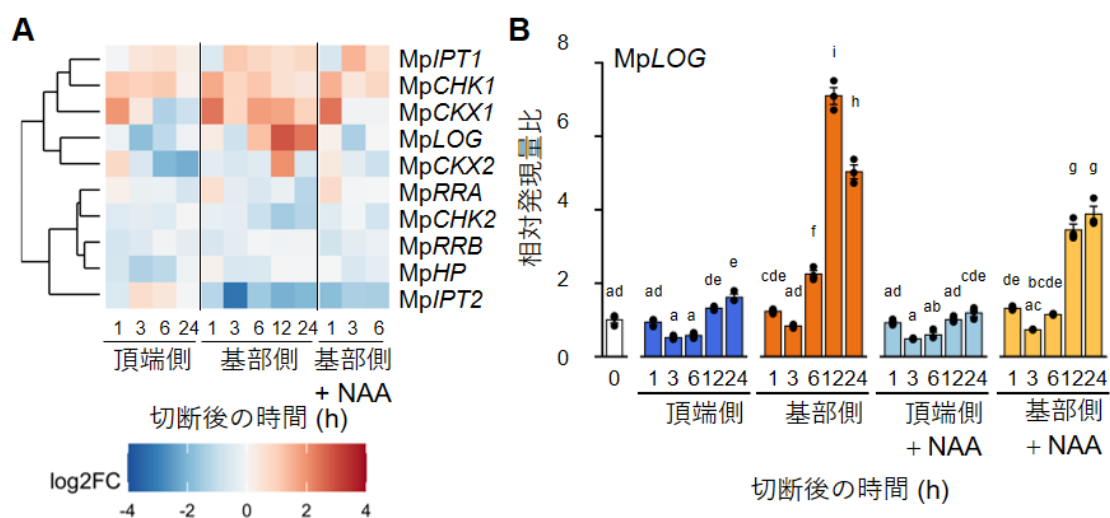 A
MpIPT1
MpCHK1
MpCKX1
MpLOG
MpCKX2
MpRRA
MpCHK2
MpRRB
MpHP
MpIPT2
1 3 6 24 1 3 6 12 24 1 3 6
頂端側 基部側 基部側
+ NAA
切断後の時間 (h)
log2FC
-4 -2 0 2 4
B
MpLOG
相対発現量比
8
6
4
2
0
ad
ad a a de e
cde ad f i h
ad a ab ad cde
de ac bcde g g
0 1 3 6 12 24 1 3 6 12 24 1 3 6 12 24 1 3 6 12 24
頂端側 基部側 頂端側 基部側
+ NAA + NAA
切断後の時間 (h)